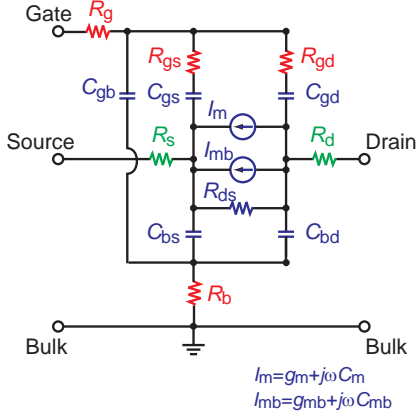 Gate
Rg
Rgs
Rgd
Cgb
Cgs
Cgd
Im
Source
Rs
Imb
Rd
Drain
Rds
Cbs
Cbd
Rb
Bulk
Bulk
Im=gm+jωCm
Imb=gmb+jωCmb